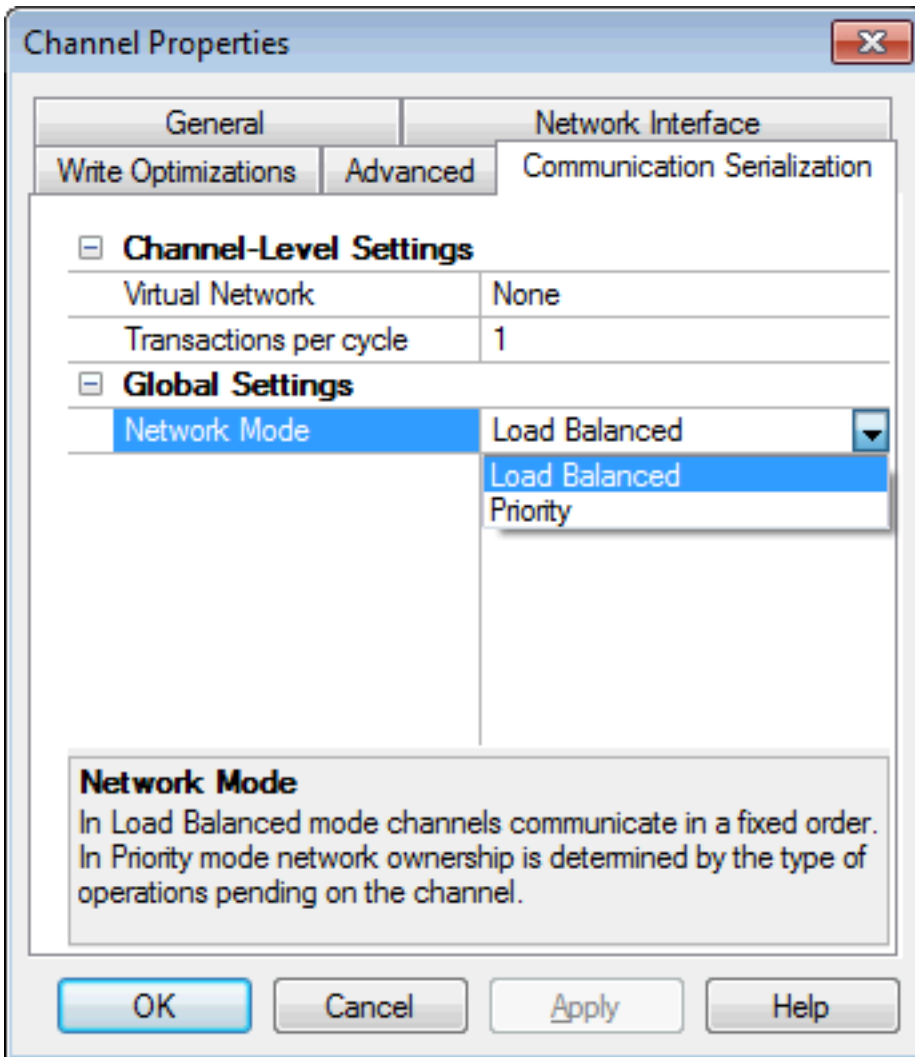 Channel Properties
General Network Interface
Write Optimizations Advanced Communication Serialization
Channel-Level Settings
Virtual Network None
Transactions per cycle 1
Global Settings
Network Mode Load Balanced
Load Balanced
Priority
Network Mode
In Load Balanced mode channels communicate in a fixed order.
In Priority mode network ownership is determined by the type of
operations pending on the channel.
OK Cancel Apply Help